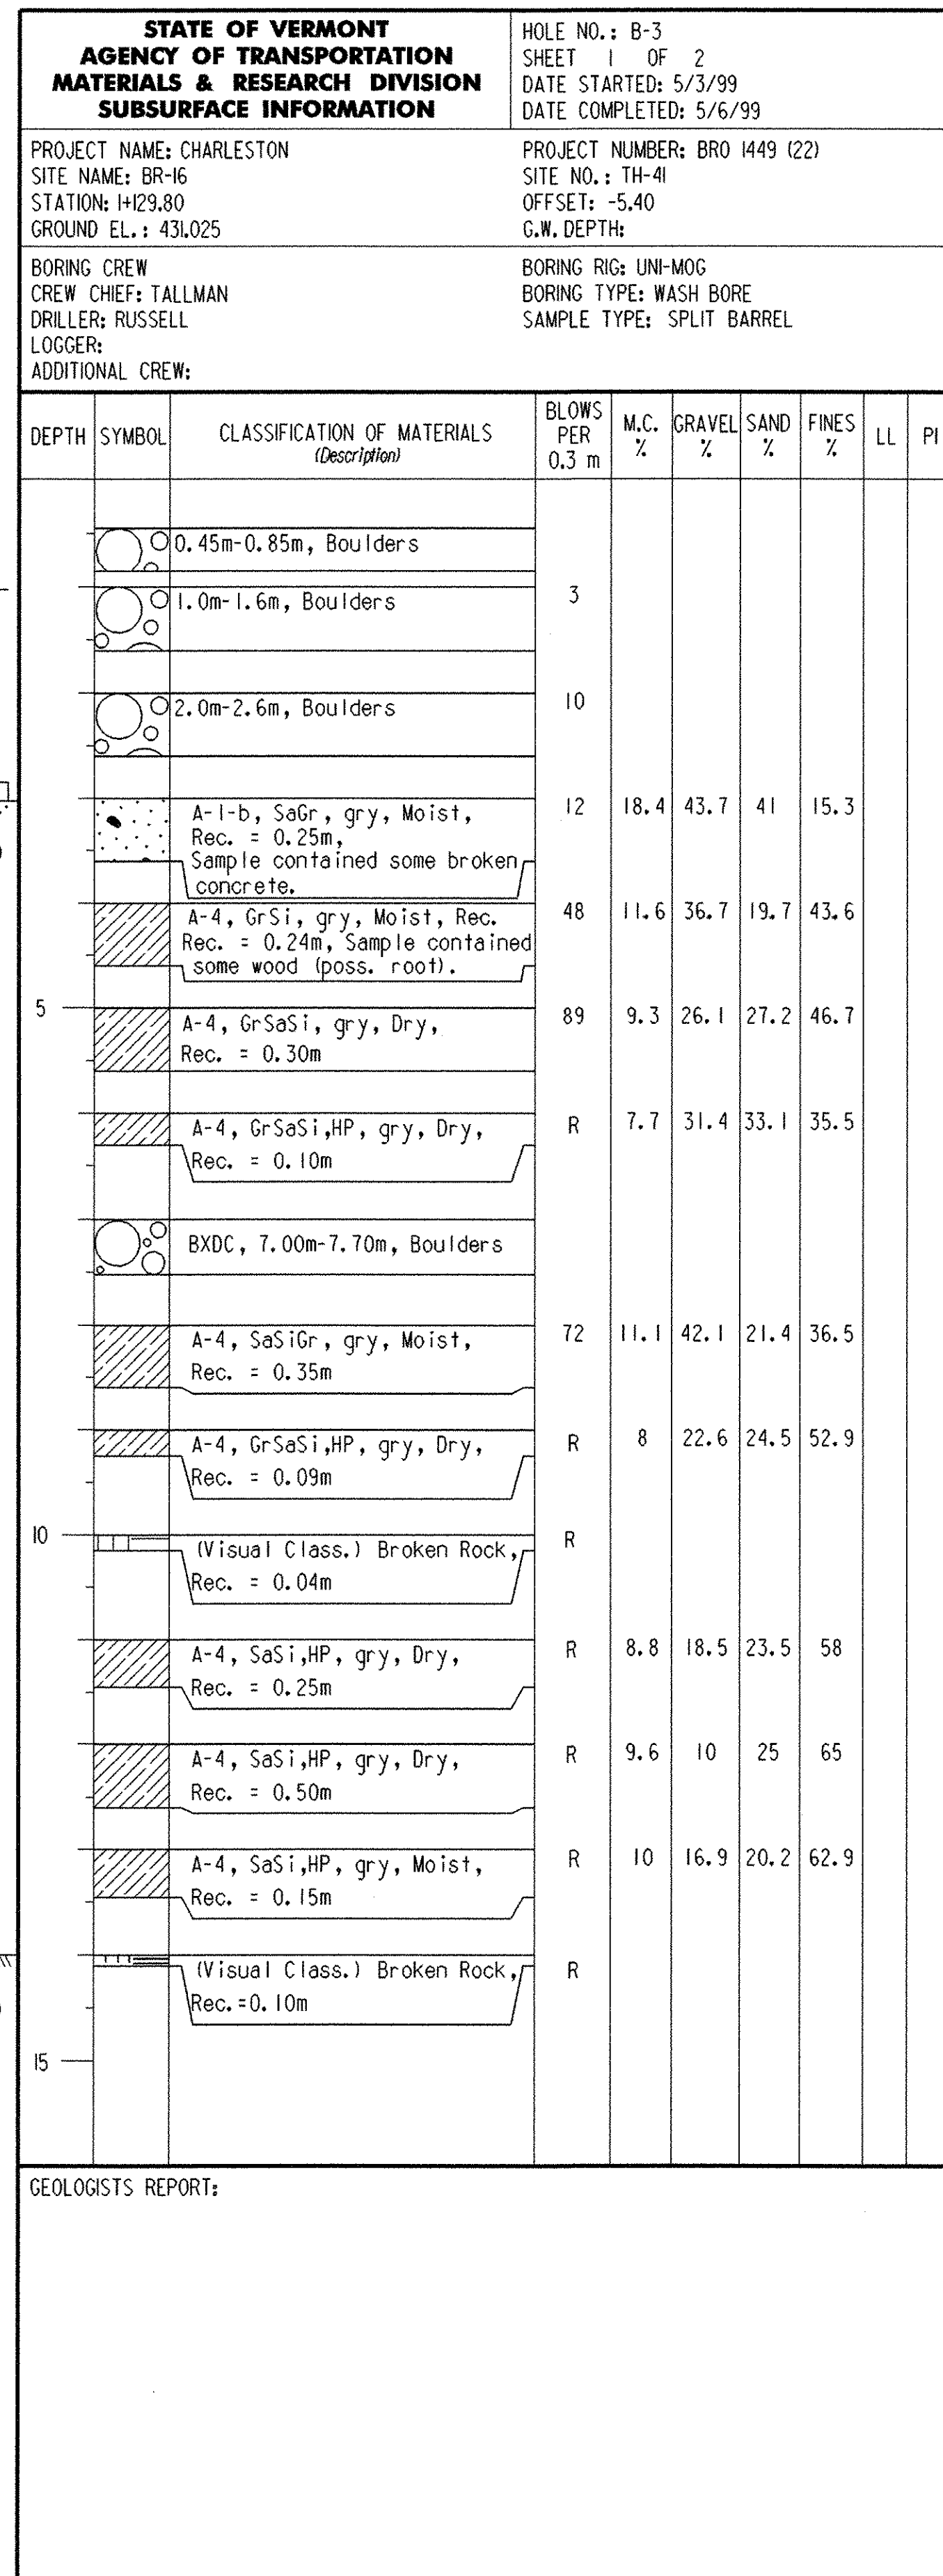 STATE OF VERMONT
AGENCY OF TRANSPORTATION
MATERIALS & RESEARCH DIVISION
SUBSURFACE INFORMATION
HOLE NO.: B-3
SHEET 1 OF 2
DATE STARTED: 5/3/99
DATE COMPLETED: 5/6/99
PROJECT NAME: CHARLESTON
SITE NAME: BR-16
STATION: 1+129.80
GROUND EL.: 431.025
PROJECT NUMBER: BRO 1449 (22)
SITE NO.: TH-41
OFFSET: -5.40
G.W. DEPTH:
BORING CREW
CREW CHIEF: TALLMAN
DRILLER: RUSSELL
LOGGER:
ADDITIONAL CREW:
BORING RIG: UNI-MOG
BORING TYPE: WASH BORE
SAMPLE TYPE: SPLIT BARREL
DEPTH
SYMBOL
CLASSIFICATION OF MATERIALS
(Description)
BLOWS
PER
0.3 m
M.C.
%
GRAVEL
%
SAND
%
FINES
%
LL
PI
0.45m-0.85m, Boulders
1.0m-1.6m, Boulders 3
2.0m-2.6m, Boulders 10
A-1-b, SaGr, gry, Moist, 12 18.4 43.7 41 15.3
Rec. = 0.25m,
Sample contained some broken
concrete.
A-4, GrSi, gry, Moist, Rec. 48 11.6 36.7 19.7 43.6
Rec. = 0.24m, Sample contained
some wood (poss. root).
5 A-4, GrSaSi, gry, Dry, 89 9.3 26.1 27.2 46.7
Rec. = 0.30m
A-4, GrSaSi,HP, gry, Dry, R 7.7 31.4 33.1 35.5
Rec. = 0.10m
BXDC, 7.00m-7.70m, Boulders
A-4, SaSiGr, gry, Moist, 72 11.1 42.1 21.4 36.5
Rec. = 0.35m
A-4, GrSaSi,HP, gry, Dry, R 8 22.6 24.5 52.9
Rec. = 0.09m
10 (Visual Class.) Broken Rock, R
Rec. = 0.04m
A-4, SaSi,HP, gry, Dry, R 8.8 18.5 23.5 58
Rec. = 0.25m
A-4, SaSi,HP, gry, Dry, R 9.6 10 25 65
Rec. = 0.50m
A-4, SaSi,HP, gry, Moist, R 10 16.9 20.2 62.9
Rec. = 0.15m
(Visual Class.) Broken Rock, R
Rec.=0.10m
15
GEOLOGISTS REPORT: